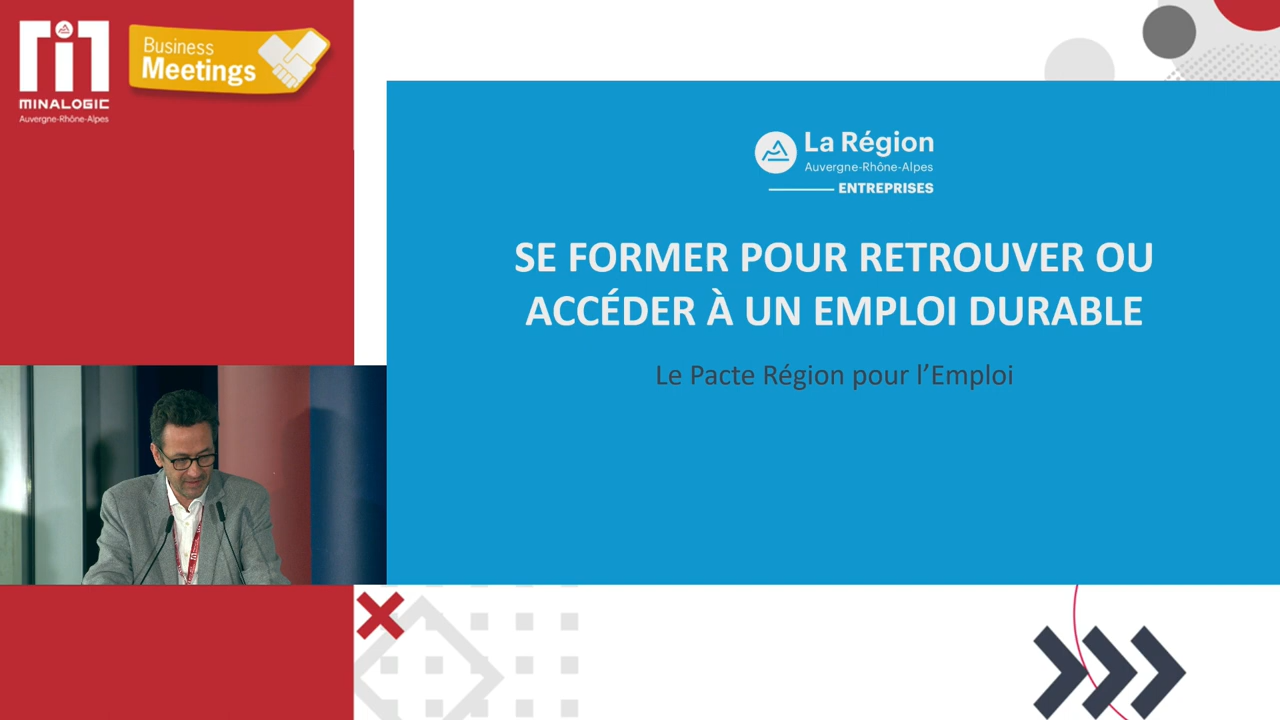 MINALOGIC
Auvergne-Rhône-Alpes
Business
Meetings
La Région
Auvergne-Rhône-Alpes
ENTREPRISES
SE FORMER POUR RETROUVER OU
ACCÉDER À UN EMPLOI DURABLE
Le Pacte Région pour l’Emploi